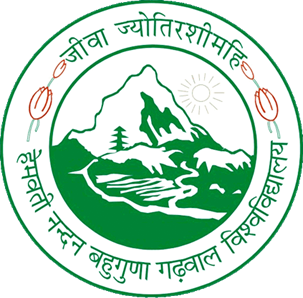 जीवा ज्योतिरशीमहि
हेमवती नन्दन बहुगुणा गढ़वाल विश्वविद्यालय